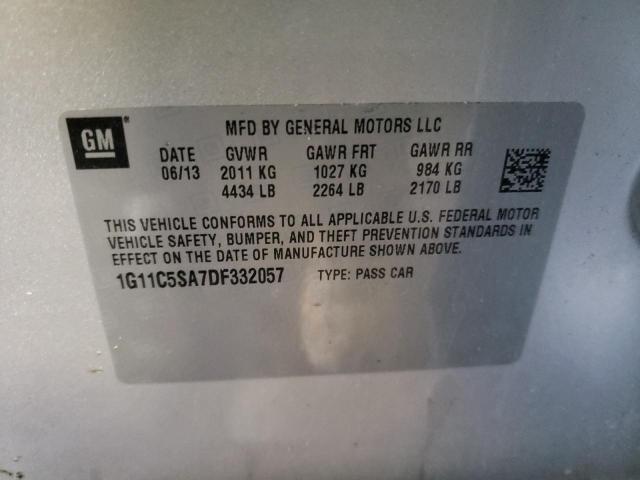 GM ®
MFD BY GENERAL MOTORS LLC
DATE GVWR GAWR FRT GAWR RR
06/13 2011 KG 1027 KG 984 KG
4434 LB 2264 LB 2170 LB
THIS VEHICLE CONFORMS TO ALL APPLICABLE U.S. FEDERAL MOTOR
VEHICLE SAFETY, BUMPER, AND THEFT PREVENTION STANDARDS IN
EFFECT ON THE DATE OF MANUFACTURE SHOWN ABOVE.
1G11C5SA7DF332057 TYPE: PASS CAR